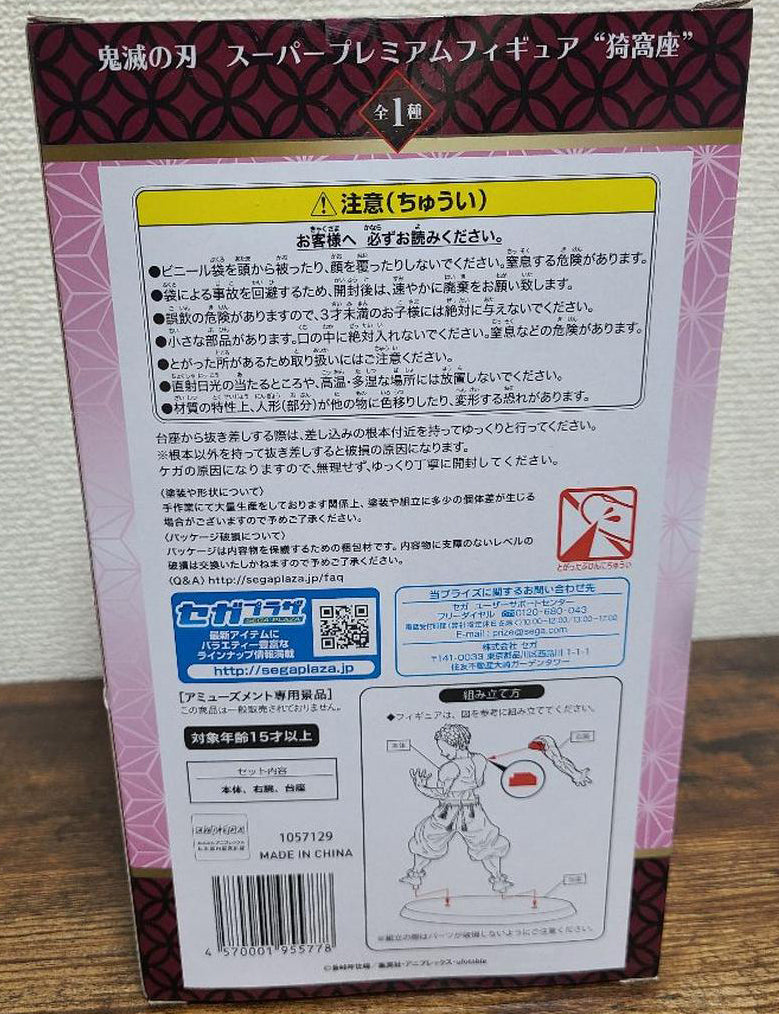 鬼滅の刃 スーパープレミアムフィギュア “猗窩座”
全1種
注意(ちゅうい)
お客様へ 必ずお読みください。
●ビニール袋を頭から被ったり、顔を覆ったりしないでください。窒息する危険があります。
●袋による事故を回避するため、開封後は、速やかに廃棄をお願い致します。
●誤飲の危険がありますので、3才未満のお子様には絶対に与えないでください。
●小さな部品があります。口の中に絶対入れないでください。窒息などの危険があります。
●とがった所があるため取り扱いにはご注意ください。
●直射日光の当たるところや、高温・多湿な場所には放置しないでください。
●材質の特性上、人形(部分)が他の物に色移りしたり、変形する恐れがあります。
台座から抜き差しする際は、差し込みの根本付近を持ってゆっくりと行ってください。
※根本以外を持って抜き差しすると破損の原因になります。
ケガの原因になりますので、無理せず、ゆっくり丁寧に開封してください。
〈塗装や形状について〉
手作業にて大量生産をしております関係上、塗装や組立に多少の個体差が生じる
場合がございますので予めご了承ください。
〈パッケージ破損について〉
パッケージは内容物を保護するための梱包材です。内容物に支障のないレベルの
破損は交換いたしかねますので予めご了承ください。
〈Q&A〉http://segaplaza.jp/faq
とがったぶひんにちゅうい
セガプラザ
SEGA PLAZA
最新アイテムに
バラエティー豊富な
ラインナップ情報満載
http://segaplaza.jp
当プライズに関するお問い合わせ先
セガ ユーザーサポートセンター
フリーダイヤル 0120-680-043
E-mail : prize@sega.com
株式会社 セガ
〒141-0033 東京都品川区西品川 1-1-1
住友不動産大崎ガーデンタワー
[アミューズメント専用景品]
この商品は一般販売されておりません。
対象年齢15才以上
セット内容
本体、右腕、台座
1057129
MADE IN CHINA
4 570001 955778
組み立て方
◆フィギュアは、図を参考に組み立ててください。
本体
右腕
台座
©吾峠呼世晴/集英社・アニプレックス・ufotable